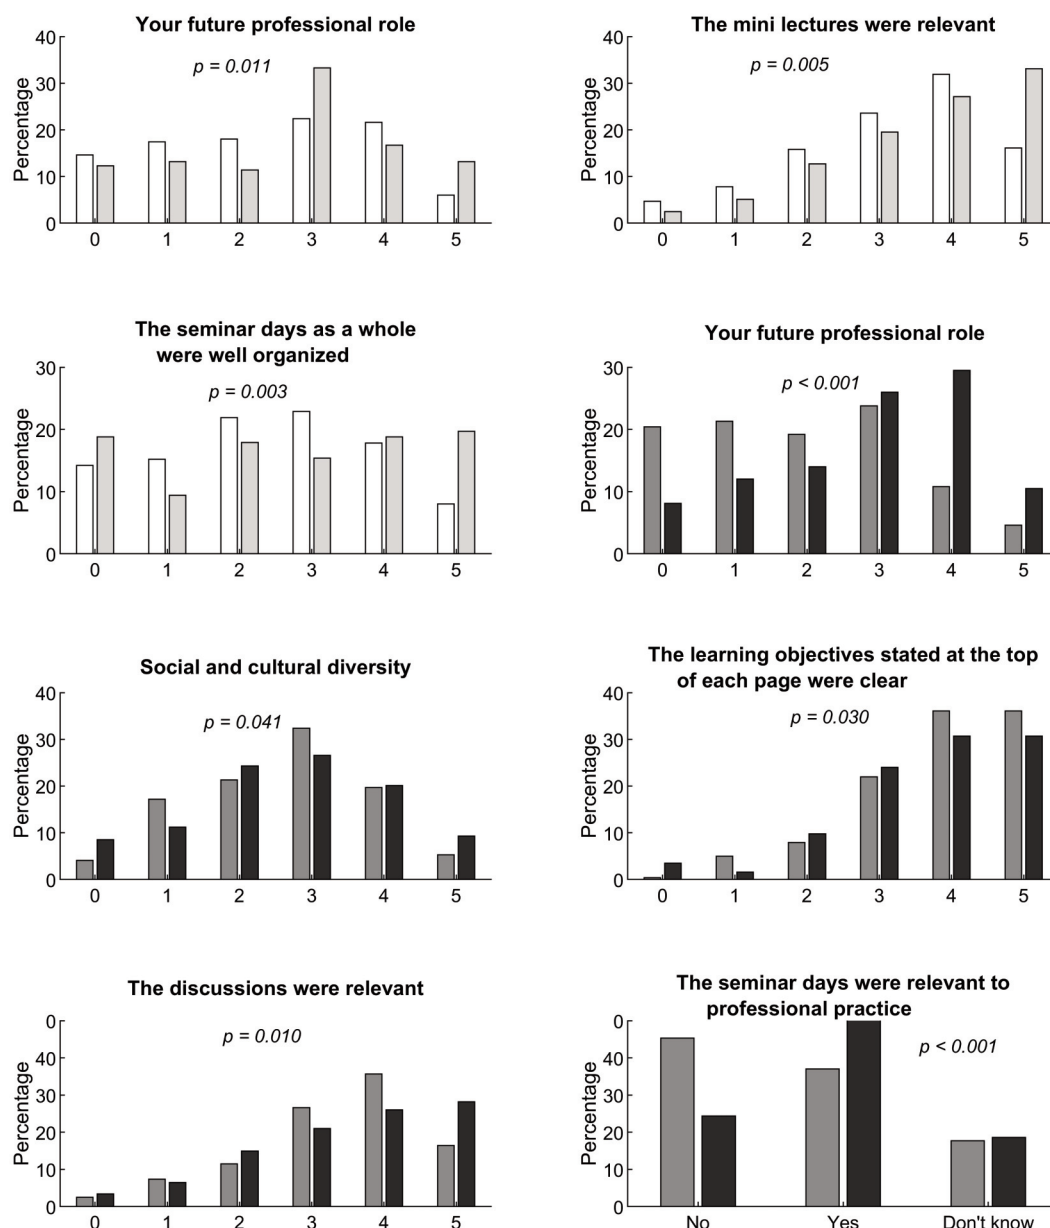 Your future professional role
40
30
20
10
0
Percentage
p = 0.011
0 1 2 3 4 5
The mini lectures were relevant
40
30
20
10
0
Percentage
p = 0.005
0 1 2 3 4 5
The seminar days as a whole
were well organized
30
20
10
0
Percentage
p = 0.003
0 1 2 3 4 5
Your future professional role
30
20
10
0
Percentage
p < 0.001
0 1 2 3 4 5
Social and cultural diversity
40
30
20
10
0
Percentage
p = 0.041
0 1 2 3 4 5
The learning objectives stated at the top
of each page were clear
40
30
20
10
0
Percentage
p = 0.030
0 1 2 3 4 5
The discussions were relevant
0
40
30
20
10
0
Percentage
p = 0.010
0 1 2 3 4 5
The seminar days were relevant to
professional practice
0
40
30
20
10
0
Percentage
p < 0.001
No Yes Don't know